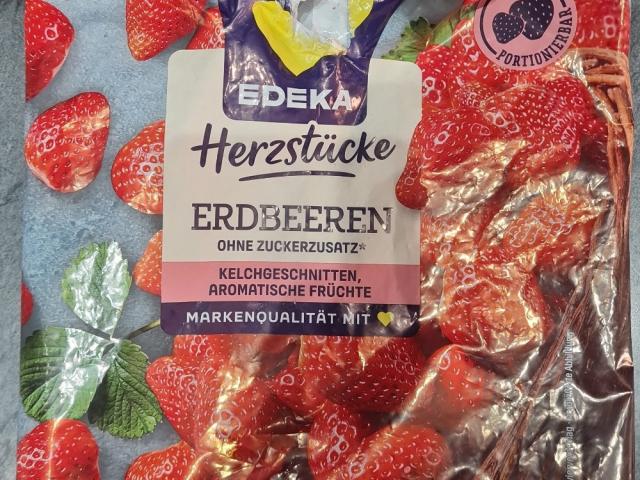 PORTIONIERBAR
EDEKA
Herzstücke
ERDBEEREN
OHNE ZUCKERZUSATZ*
KELCHGESCHNITTEN,
AROMATISCHE FRÜCHTE
MARKENQUALITÄT MIT